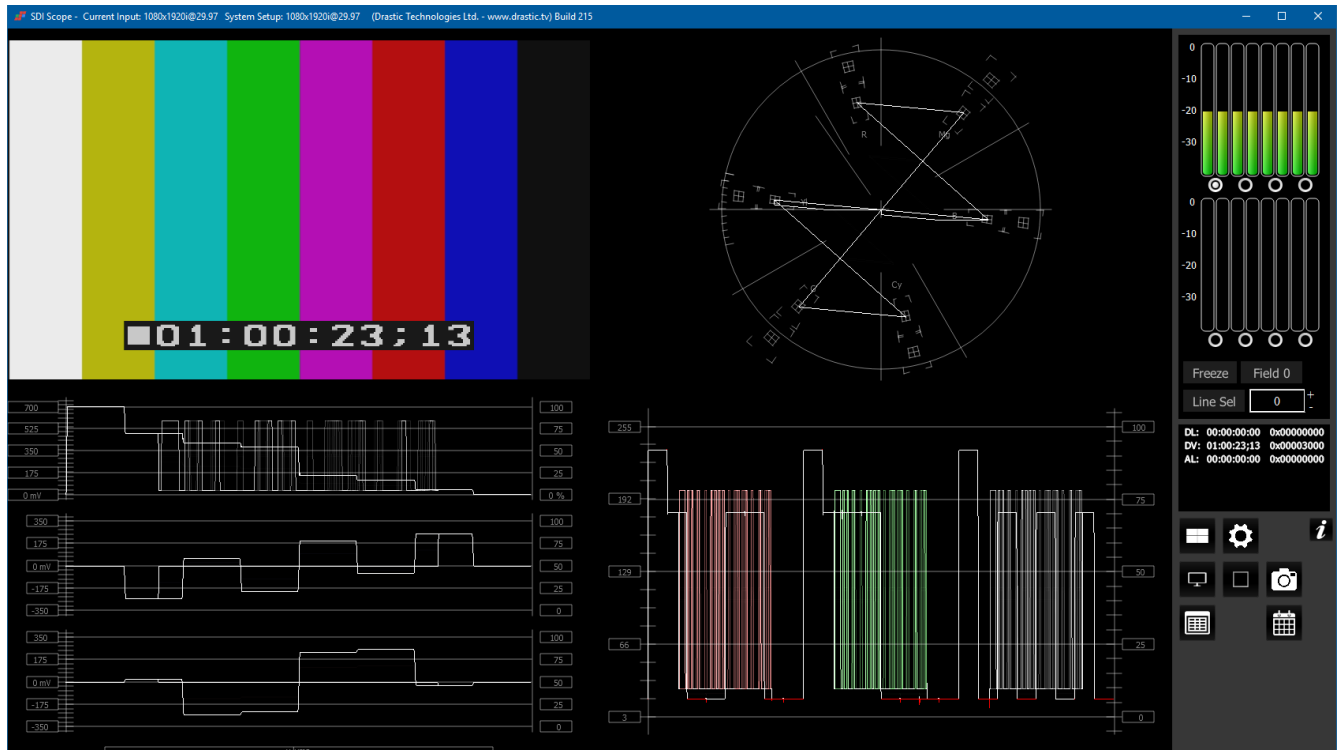 SDI Scope - Current Input: 1080x1920i@29.97 System Setup: 1080x1920i@29.97 (Drastic Technologies Ltd. - www.drastic.tv) Build 215
01:00:23;13
R
Mg
Yl
B
G
Cy
0
-10
-20
-30
0
-10
-20
-30
Freeze
Field 0
Line Sel
0
+
-
DL: 00:00:00:00 0x00000000
DV: 01:00:23;13 0x00003000
AL: 00:00:00:00 0x00000000
i
700
525
350
175
0 mV
100
75
50
25
0 %
350
175
0 mV
-175
-350
100
75
50
25
0
350
175
0 mV
-175
-350
100
75
50
25
0
255
192
129
66
3
100
75
50
25
0